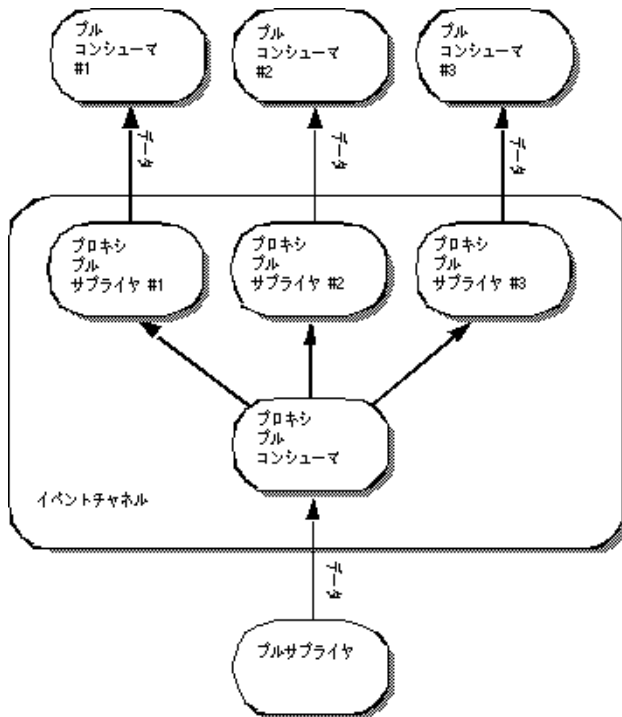 プル
コンシューマ
#1
プル
コンシューマ
#2
プル
コンシューマ
#3
データ
データ
データ
プロキシ
プル
サプライヤ #1
プロキシ
プル
サプライヤ #2
プロキシ
プル
サプライヤ #3
プロキシ
プル
コンシューマ
イベントチャネル
データ
プルサプライヤ